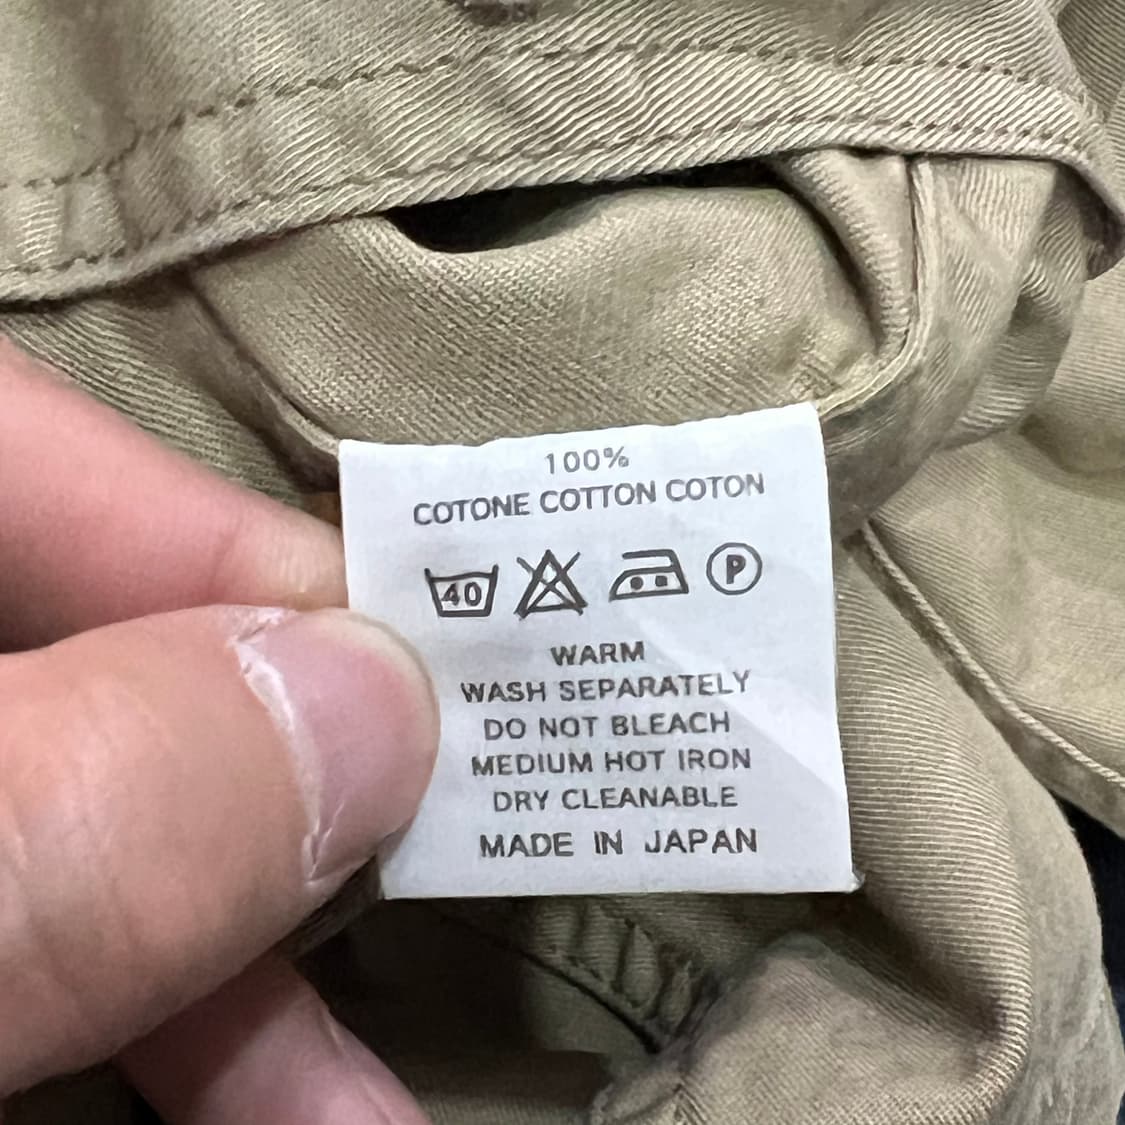 100%
COTONE COTTON COTON
40 P
WARM
WASH SEPARATELY
DO NOT BLEACH
MEDIUM HOT IRON
DRY CLEANABLE
MADE IN JAPAN